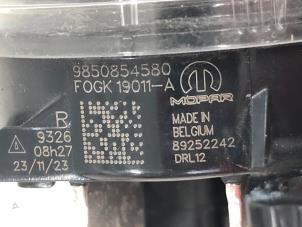 9850854580
FOGK 19011-A
MOPAR
R
9326
08h27
23/11/23
MADE IN
BELGIUM
89252242
DRL12